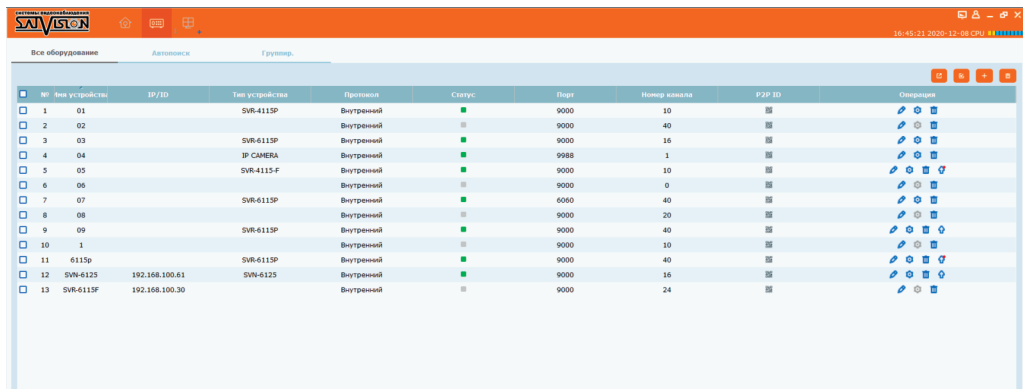 системы видеонаблюдения
SATVISION
16:45:21 2020-12-08 CPU
Все оборудование Автопоиск Группир.
№ Имя устройства IP/ID Тип устройства Протокол Статус Порт Номер канала P2P ID Операция
1 01 SVR-4115P Внутренний 9000 10
2 02 Внутренний 9000 40
3 03 SVR-6115P Внутренний 9000 16
4 04 IP CAMERA Внутренний 9988 1
5 05 SVR-4115-F Внутренний 9000 10
6 06 Внутренний 9000 0
7 07 SVR-6115P Внутренний 6060 40
8 08 Внутренний 9000 20
9 09 SVR-6115P Внутренний 9000 40
10 1 Внутренний 9000 10
11 6115p SVR-6115P Внутренний 9000 40
12 SVN-6125 192.168.100.61 SVN-6125 Внутренний 9000 16
13 SVR-6115F 192.168.100.30 Внутренний 9000 24